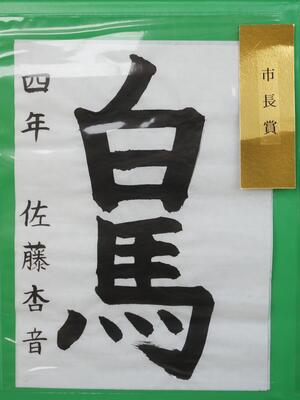 市長賞
白馬
四年 佐藤杏音